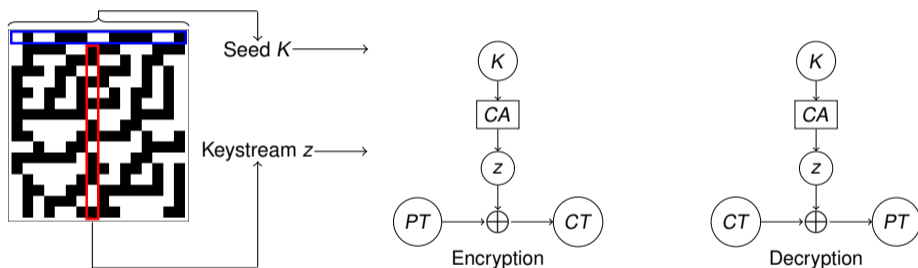 Seed K
Keystream z
K
CA
z
PT
CT
Encryption
K
CA
z
CT
PT
Decryption